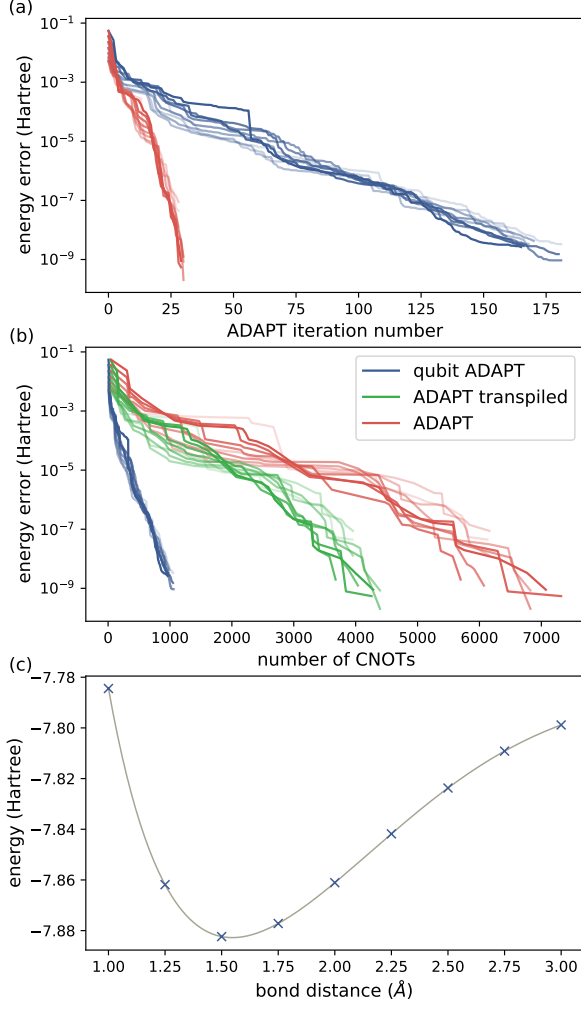 (a)
10⁻¹
10⁻³
10⁻⁵
10⁻⁷
10⁻⁹
energy error (Hartree)
0 25 50 75 100 125 150 175
ADAPT iteration number
(b)
10⁻¹
10⁻³
10⁻⁵
10⁻⁷
10⁻⁹
energy error (Hartree)
qubit ADAPT
ADAPT transpiled
ADAPT
0 1000 2000 3000 4000 5000 6000 7000
number of CNOTs
(c)
−7.78
−7.80
−7.82
−7.84
−7.86
−7.88
energy (Hartree)
1.00 1.25 1.50 1.75 2.00 2.25 2.50 2.75 3.00
bond distance (Å)